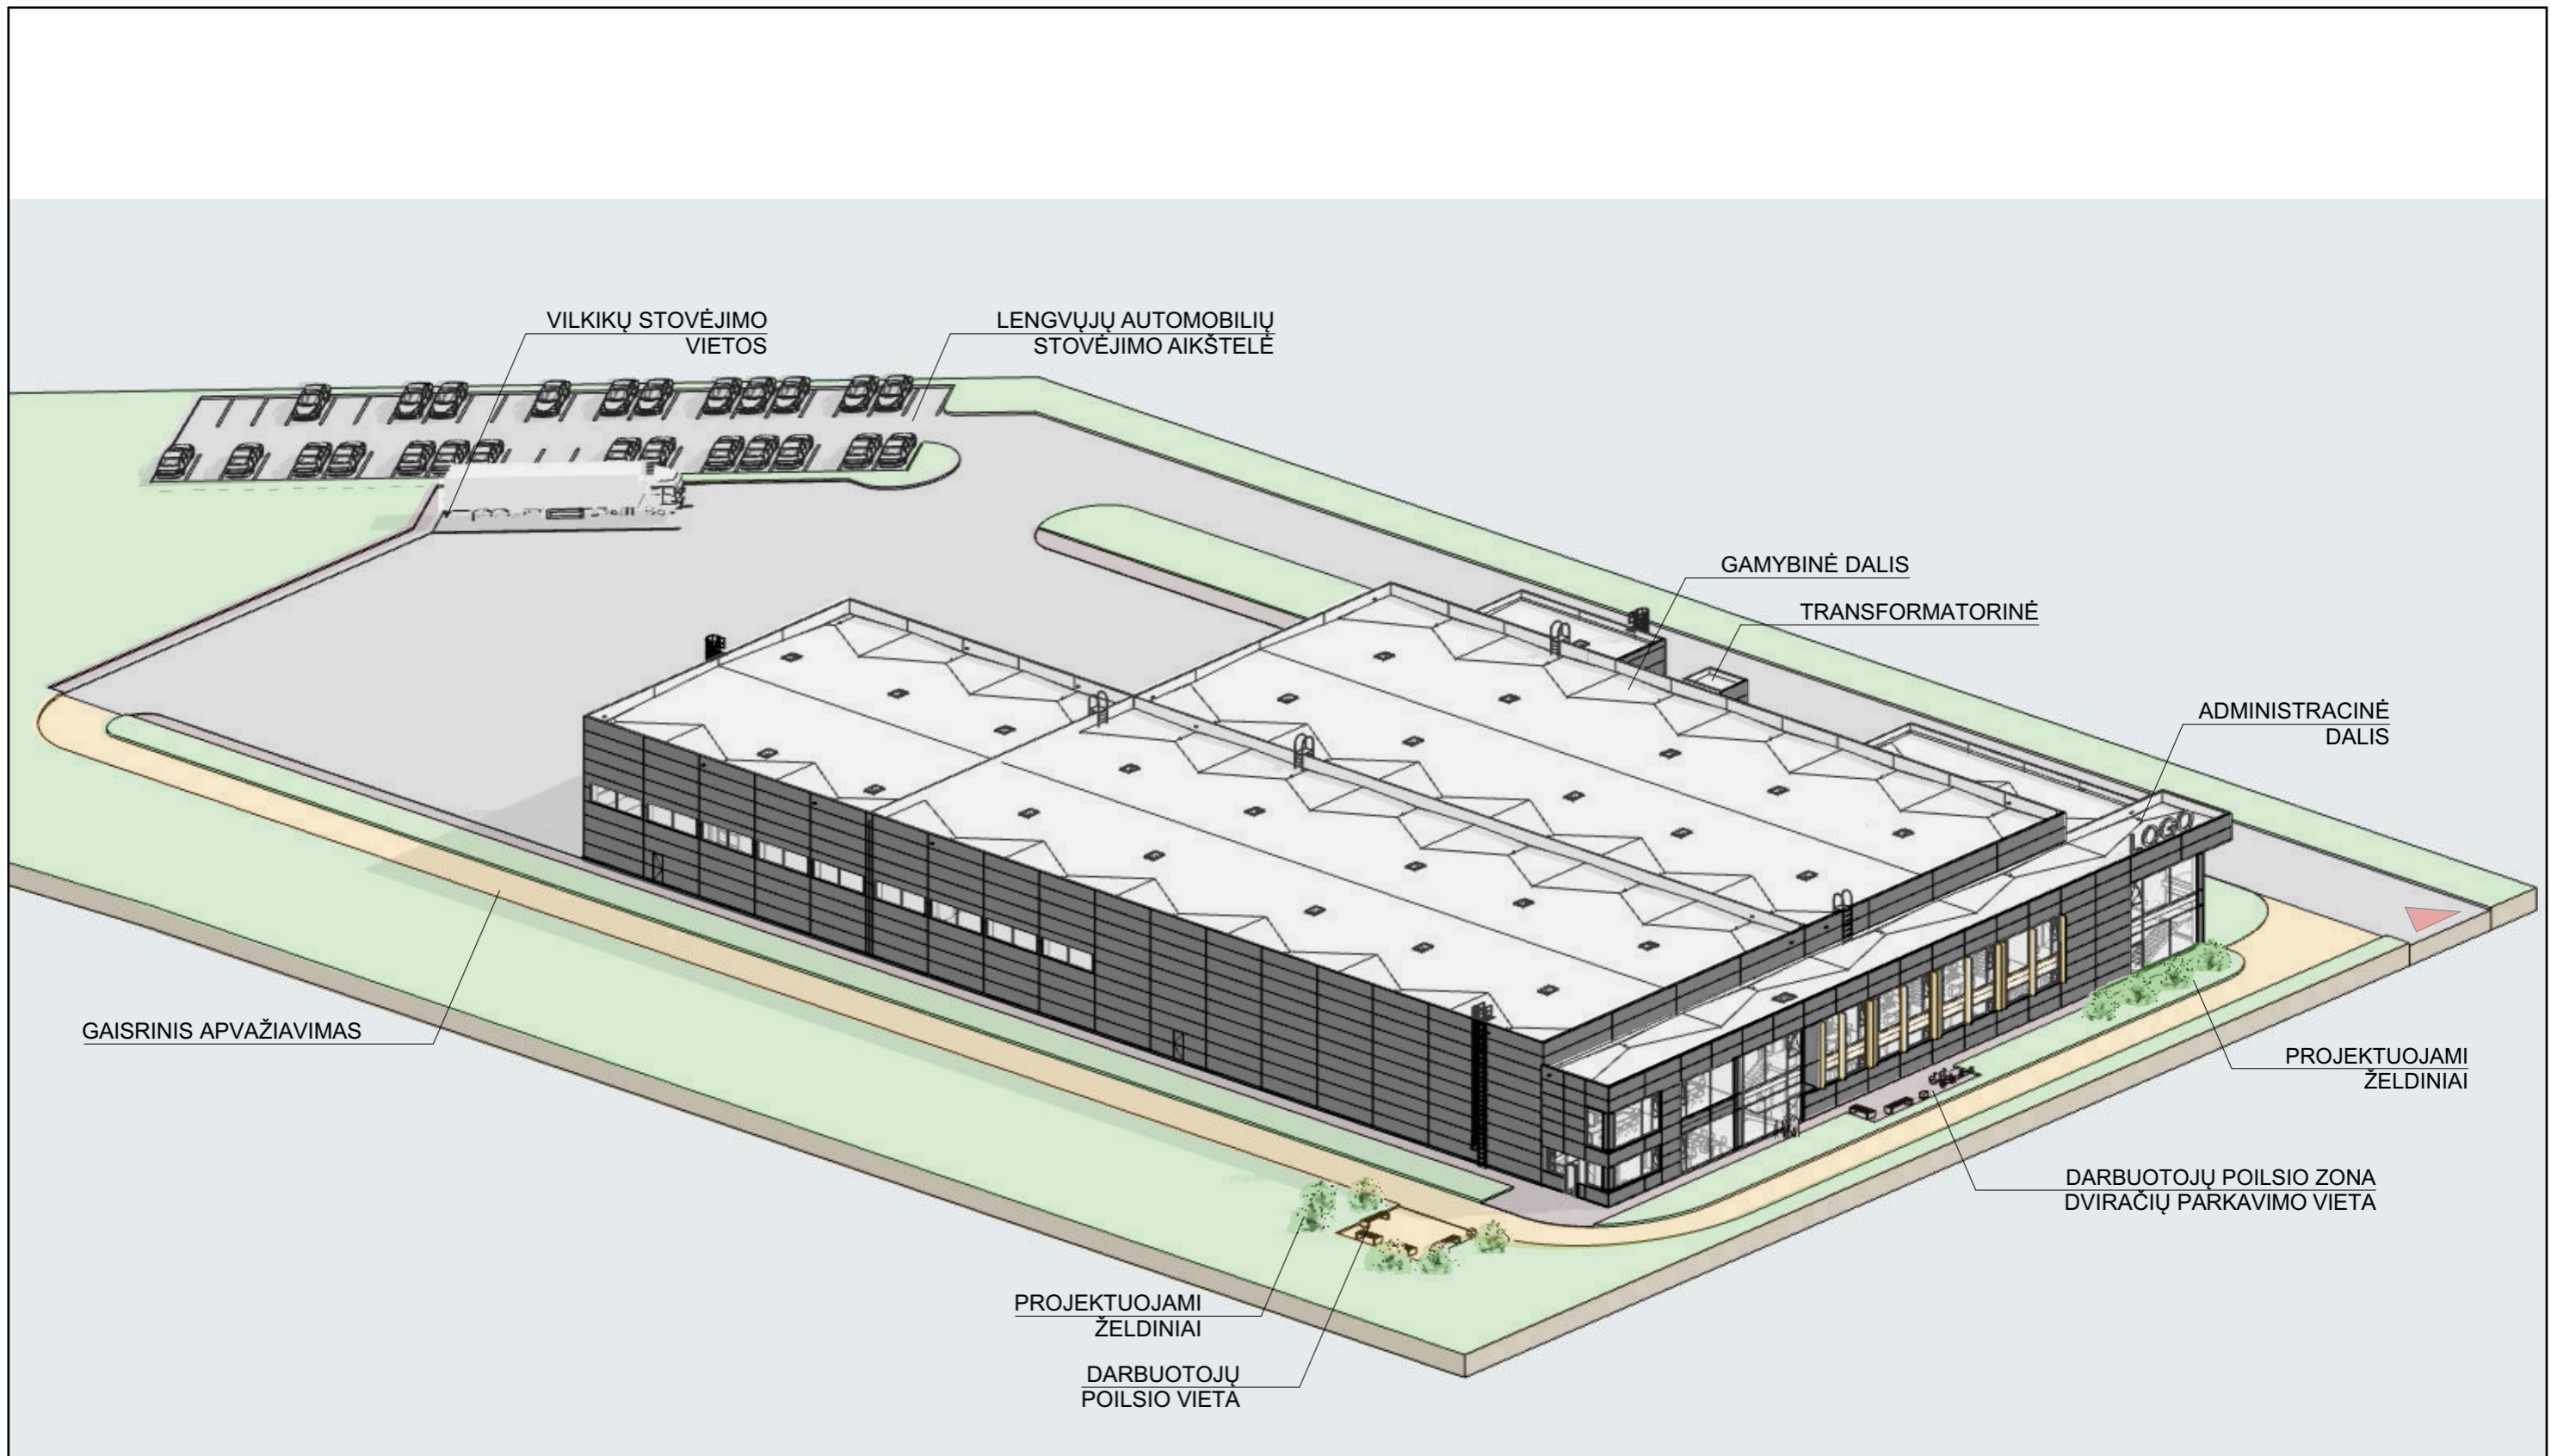 VILKIKŲ STOVĖJIMO
VIETOS
LENGVŲJŲ AUTOMOBILIŲ
STOVĖJIMO AIKŠTELĖ
GAMYBINĖ DALIS
TRANSFORMATORINĖ
ADMINISTRACINĖ
DALIS
LOGO
GAISRINIS APVAŽIAVIMAS
PROJEKTUOJAMI
ŽELDINIAI
DARBUOTOJŲ POILSIO ZONA
DVIRAČIŲ PARKAVIMO VIETA
PROJEKTUOJAMI
ŽELDINIAI
DARBUOTOJŲ
POILSIO VIETA